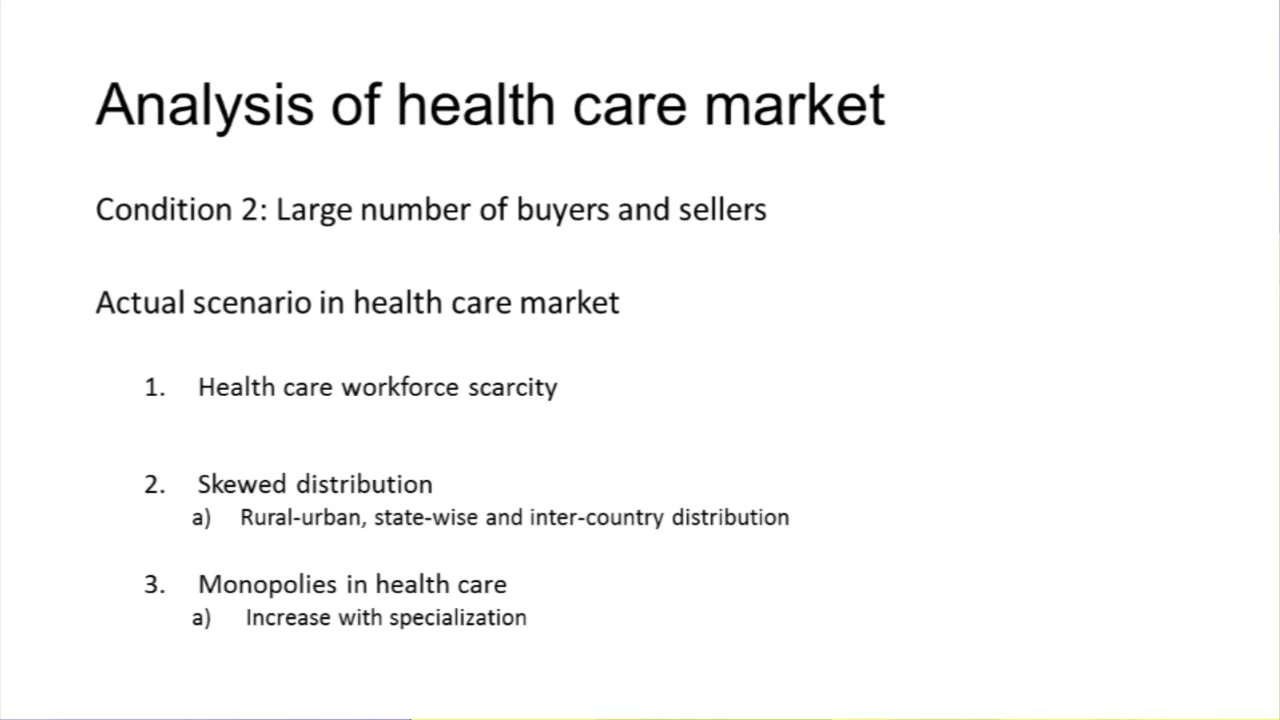 Analysis of health care market
Condition 2: Large number of buyers and sellers
Actual scenario in health care market
1. Health care workforce scarcity
2. Skewed distribution
a) Rural-urban, state-wise and inter-country distribution
3. Monopolies in health care
a) Increase with specialization